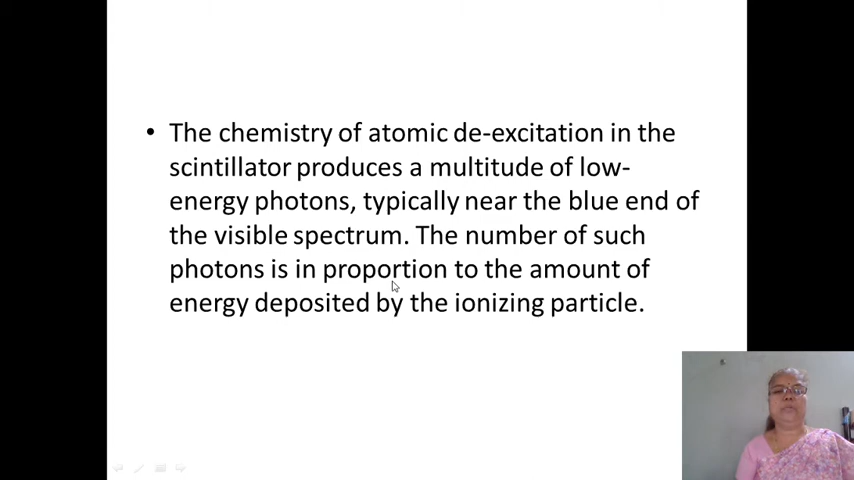 • The chemistry of atomic de-excitation in the
scintillator produces a multitude of low-
energy photons, typically near the blue end of
the visible spectrum. The number of such
photons is in proportion to the amount of
energy deposited by the ionizing particle.